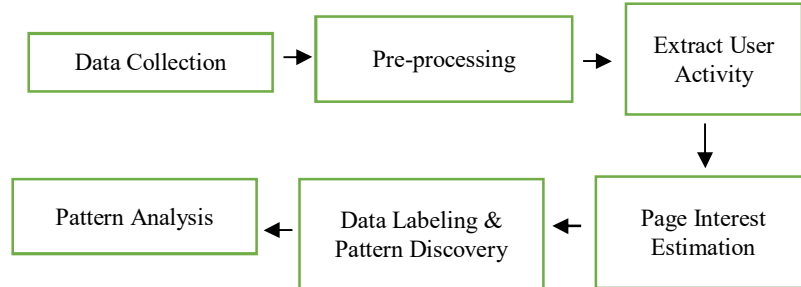 Data Collection
Pre-processing
Extract User
Activity
Pattern Analysis
Data Labeling &
Pattern Discovery
Page Interest
Estimation